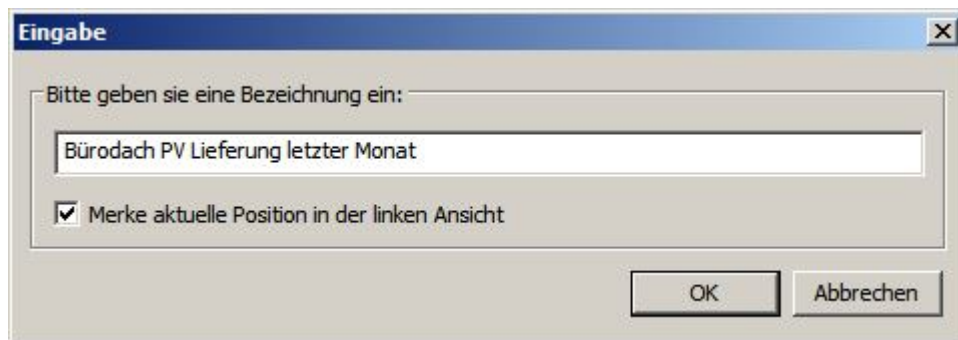 Eingabe
Bitte geben sie eine Bezeichnung ein:
Bürodach PV Lieferung letzter Monat
Merke aktuelle Position in der linken Ansicht
OK
Abbrechen